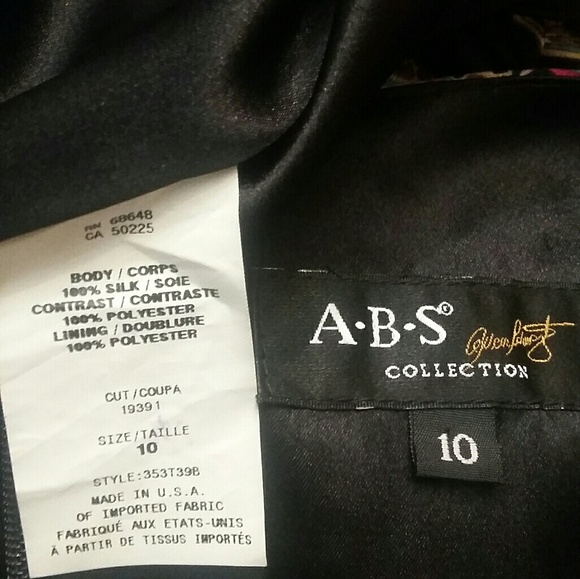 RN 68648
CA 50225
BODY / CORPS
100% SILK / SOIE
CONTRAST / CONTRASTE
100% POLYESTER
LINING / DOUBLURE
100% POLYESTER
CUT/COUPA
19391
SIZE/TAILLE
10
STYLE:353T39B
MADE IN U.S.A.
OF IMPORTED FABRIC
FABRIQUÉ AUX ETATS-UNIS
À PARTIR DE TISSUS IMPORTÉS
A·B·S®
COLLECTION
10